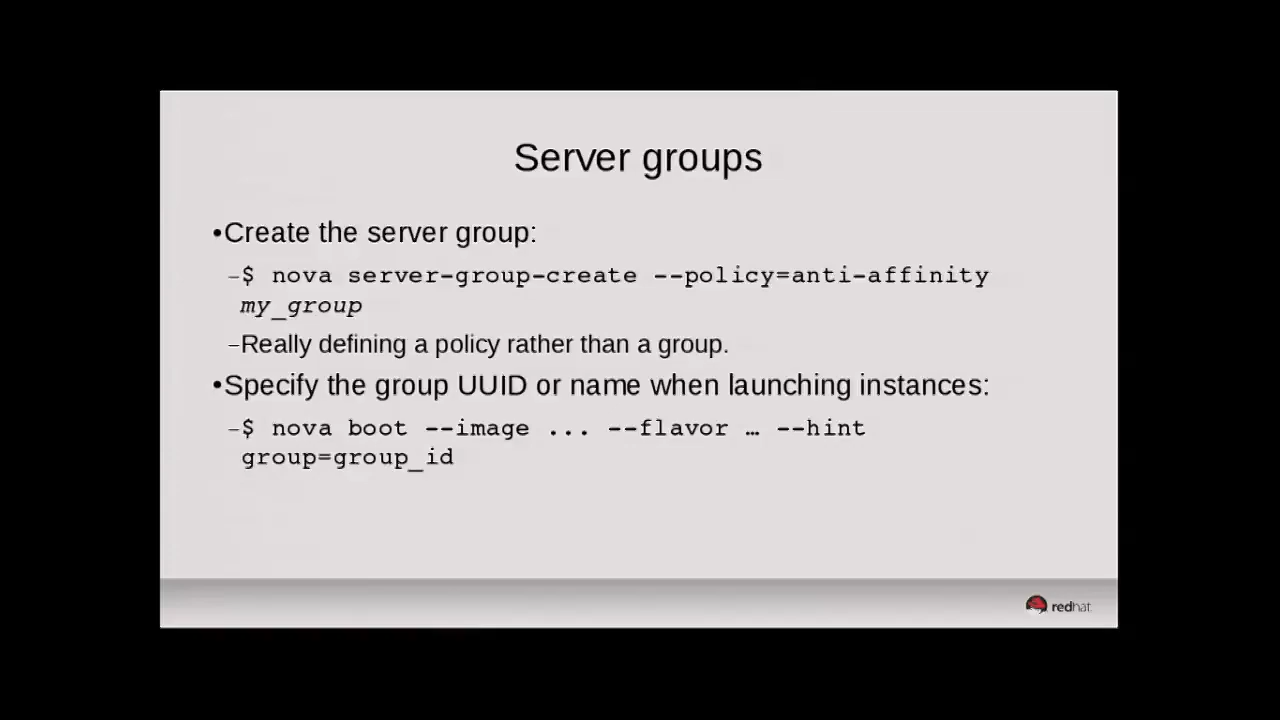 Server groups
•Create the server group:
–$ nova server-group-create --policy=anti-affinity
my_group
–Really defining a policy rather than a group.
•Specify the group UUID or name when launching instances:
–$ nova boot --image ... --flavor … --hint
group=group_id
redhat